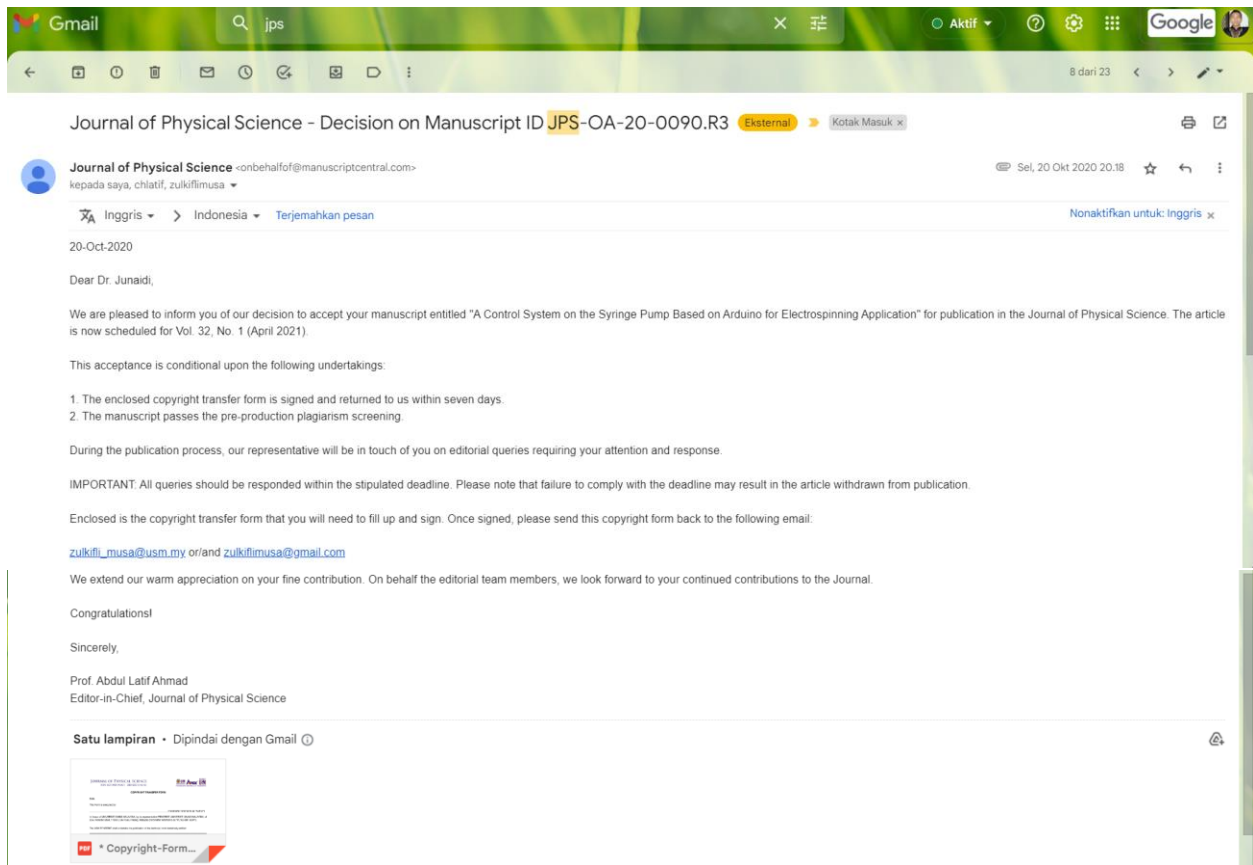 Gmail
jps
Aktif
Google
8 dari 23
Journal of Physical Science - Decision on Manuscript ID JPS-OA-20-0090.R3 Eksternal Kotak Masuk ×
Journal of Physical Science <onbehalfof@manuscriptcentral.com>
Sel, 20 Okt 2020 20.18
kepada saya, chlatif, zulkiflimusa
Inggris > Indonesia Terjemahkan pesan
Nonaktifkan untuk: Inggris ×
20-Oct-2020
Dear Dr. Junaidi,
We are pleased to inform you of our decision to accept your manuscript entitled "A Control System on the Syringe Pump Based on Arduino for Electrospinning Application" for publication in the Journal of Physical Science. The article
is now scheduled for Vol. 32, No. 1 (April 2021).
This acceptance is conditional upon the following undertakings:
1. The enclosed copyright transfer form is signed and returned to us within seven days.
2. The manuscript passes the pre-production plagiarism screening.
During the publication process, our representative will be in touch of you on editorial queries requiring your attention and response.
IMPORTANT: All queries should be responded within the stipulated deadline. Please note that failure to comply with the deadline may result in the article withdrawn from publication.
Enclosed is the copyright transfer form that you will need to fill up and sign. Once signed, please send this copyright form back to the following email:
zulkifli_musa@usm.my or/and zulkiflimusa@gmail.com
We extend our warm appreciation on your fine contribution. On behalf the editorial team members, we look forward to your continued contributions to the Journal.
Congratulations!
Sincerely,
Prof. Abdul Latif Ahmad
Editor-in-Chief, Journal of Physical Science
Satu lampiran • Dipindai dengan Gmail
PDF * Copyright-Form...